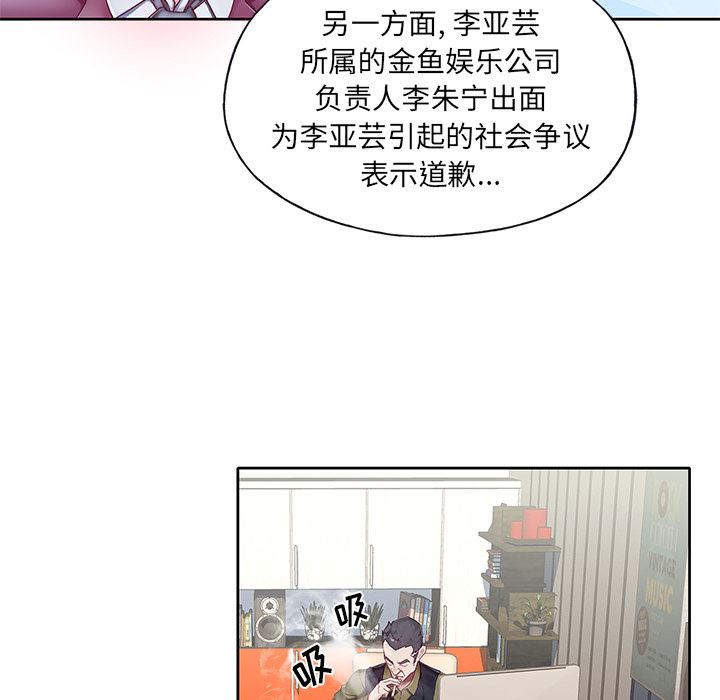 另一方面, 李亚芸
所属的金鱼娱乐公司
负责人李朱宁出面
为李亚芸引起的社会争议
表示道歉...
VINTAGE
MUSIC
吸
吸